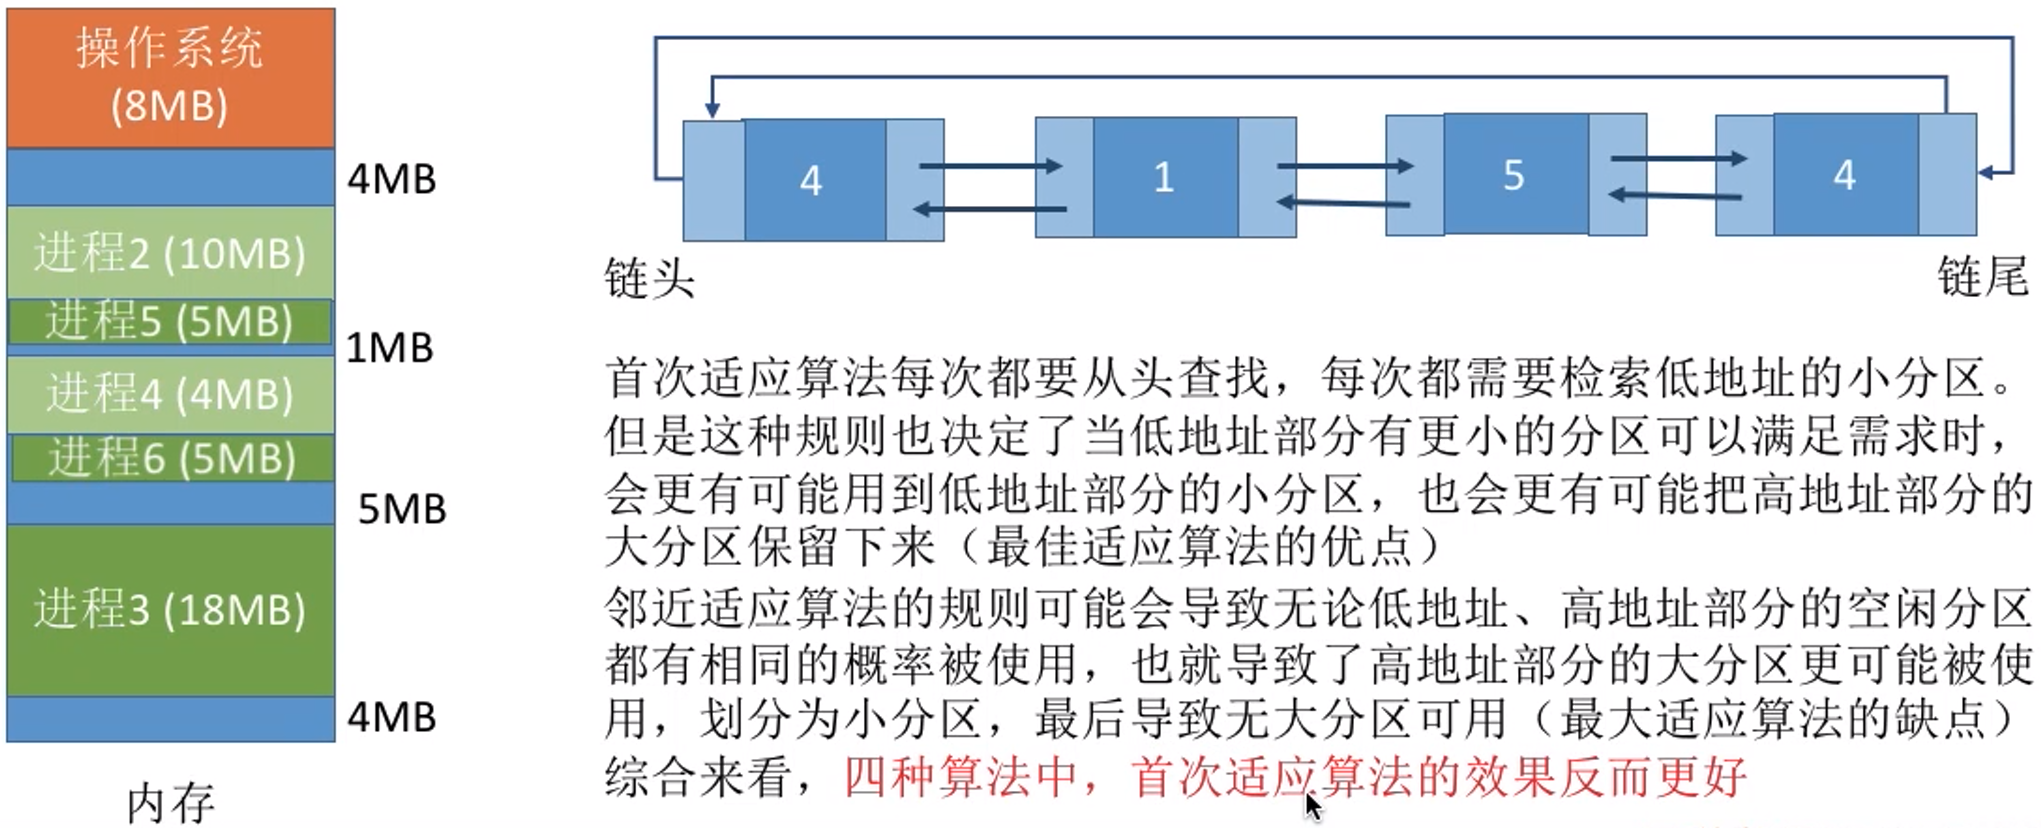 操作系统
(8MB)
4MB
进程2 (10MB)
进程5 (5MB)
1MB
进程4 (4MB)
进程6 (5MB)
5MB
进程3 (18MB)
4MB
内存
4
1
5
4
链头
链尾
首次适应算法每次都要从头查找，每次都需要检索低地址的小分区。
但是这种规则也决定了当低地址部分有更小的分区可以满足需求时，
会更有可能用到低地址部分的小分区，也会更有可能把高地址部分的
大分区保留下来（最佳适应算法的优点）
邻近适应算法的规则可能会导致无论低地址、高地址部分的空闲分区
都有相同的概率被使用，也就导致了高地址部分的大分区更可能被使
用，划分为小分区，最后导致无大分区可用（最大适应算法的缺点）
综合来看，四种算法中，首次适应算法的效果反而更好